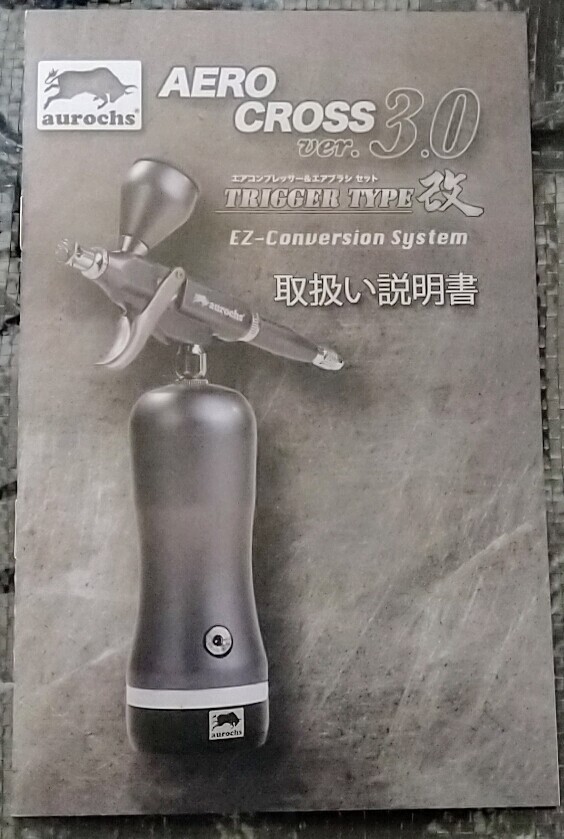 aurochs®
AERO
CROSS
ver. 3.0
エアコンプレッサー&エアブラシ セット
TRIGGER TYPE 改
EZ-Conversion System
取扱い説明書
aurochs®
aurochs